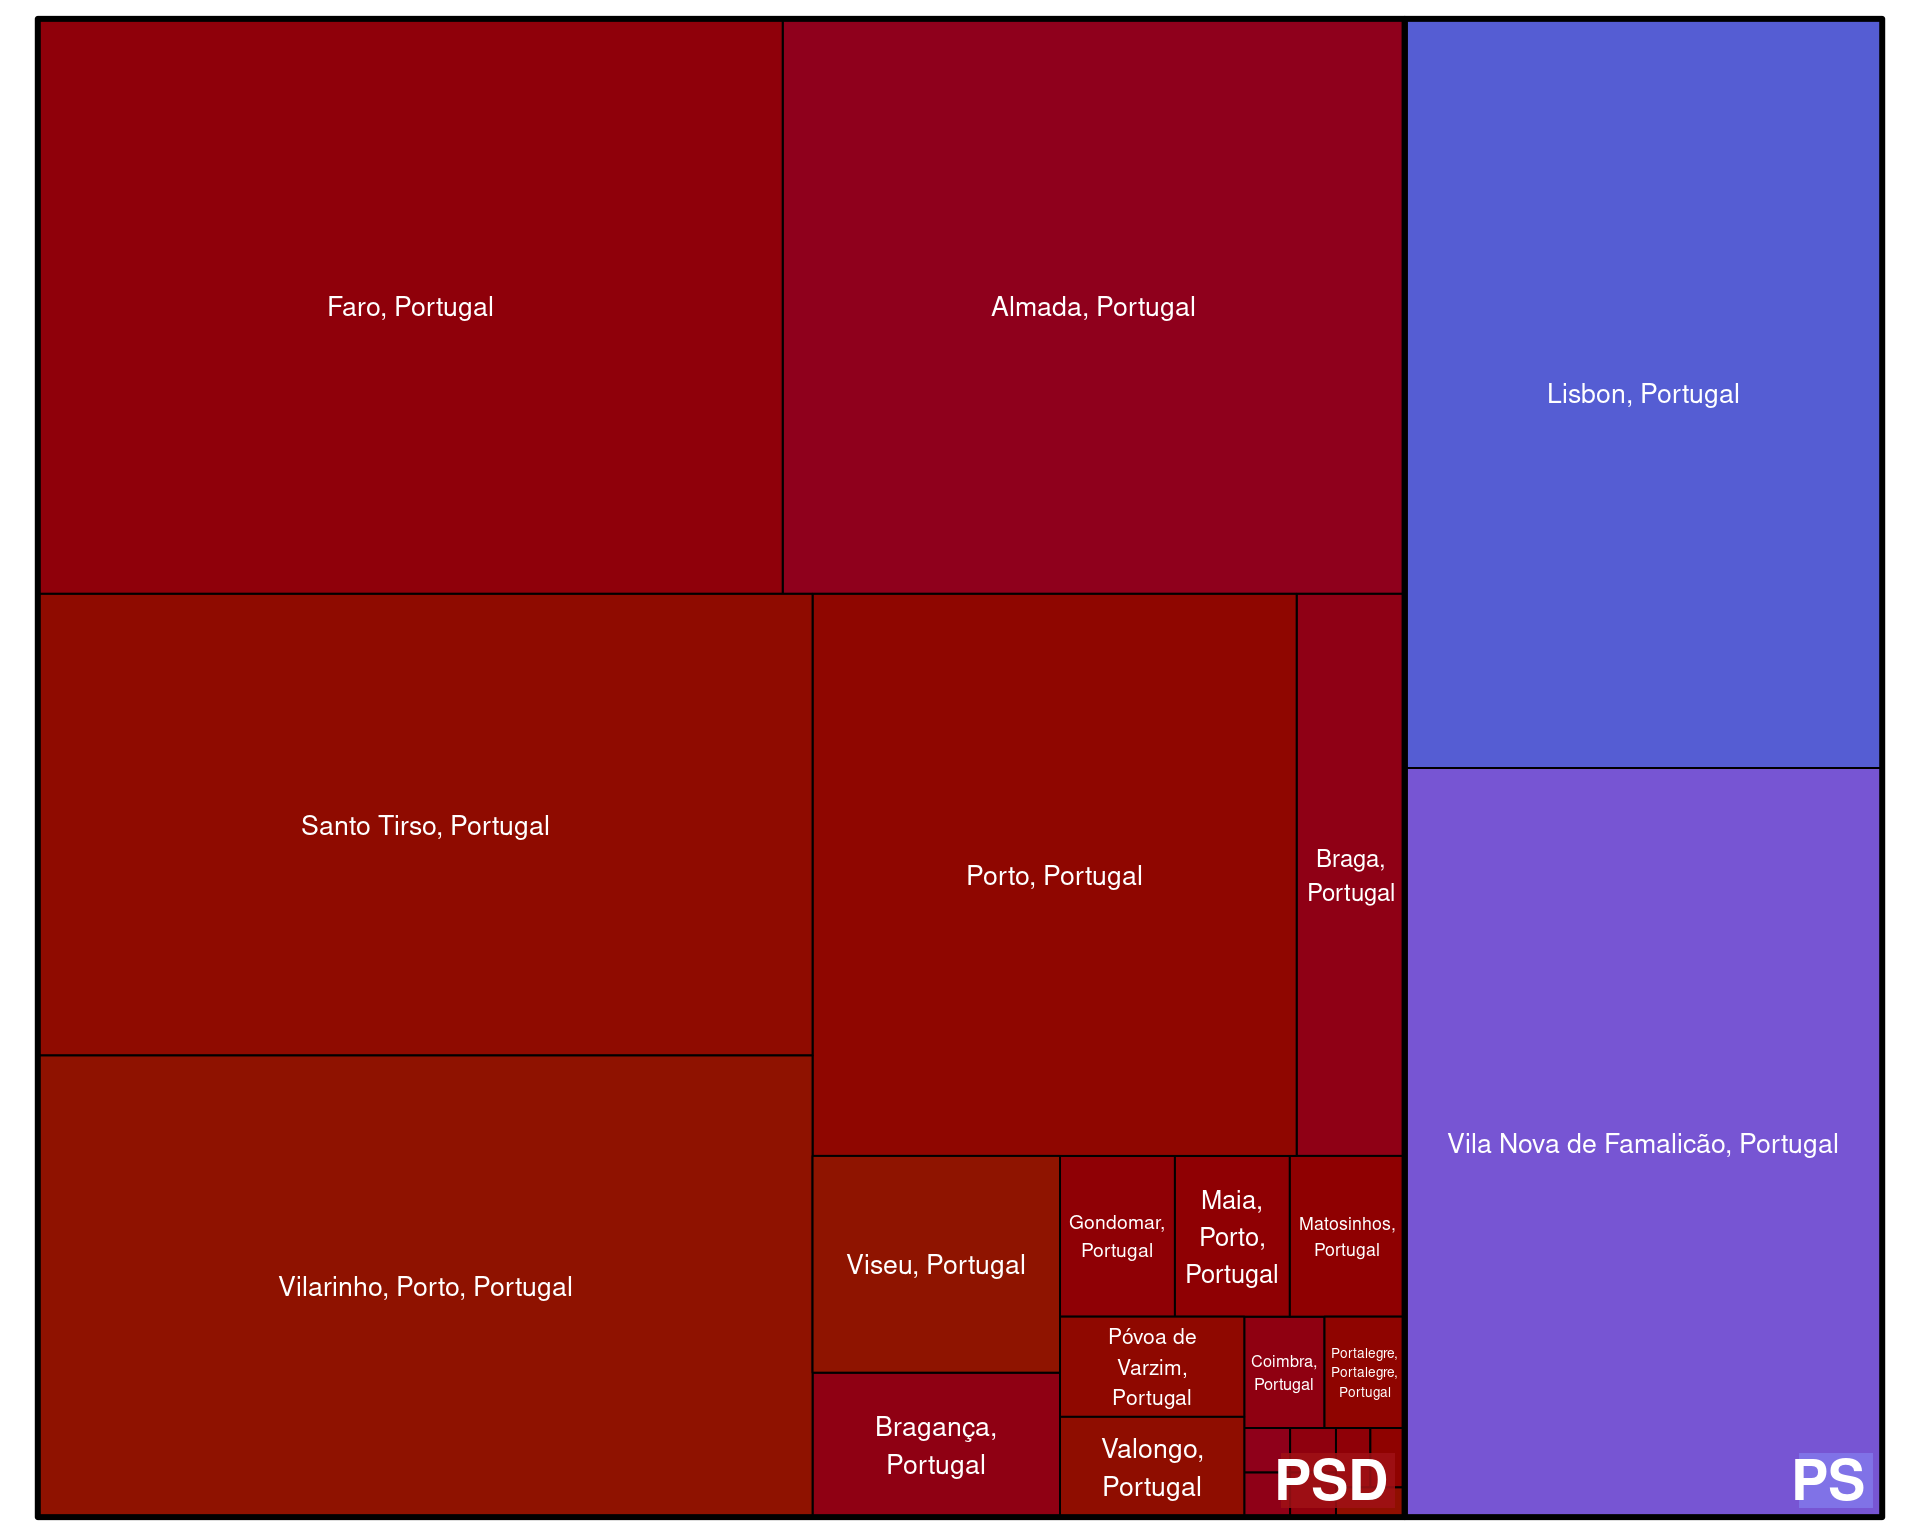 Faro, Portugal
Almada, Portugal
Lisbon, Portugal
Santo Tirso, Portugal
Porto, Portugal
Braga,
Portugal
Vila Nova de Famalicão, Portugal
Vilarinho, Porto, Portugal
Viseu, Portugal
Gondomar,
Portugal
Maia,
Porto,
Portugal
Matosinhos,
Portugal
Póvoa de
Varzim,
Portugal
Coimbra,
Portugal
Portalegre,
Portalegre,
Portugal
Bragança,
Portugal
Valongo,
Portugal
PSD
PS